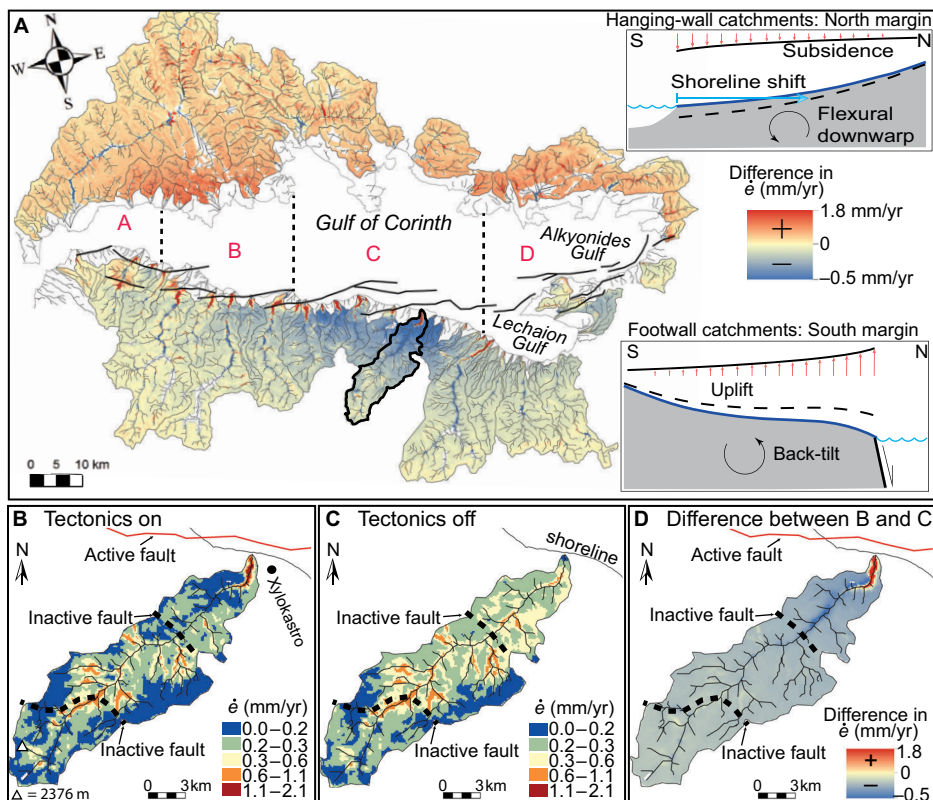 A
N
W
E
S
A
B
Gulf of Corinth
C
D
Alkyonides
Gulf
Lechaion
Gulf
0 5 10 km
Hanging-wall catchments: North margin
S
N
Subsidence
Shoreline shift
Flexural
downwarp
Difference in
ė (mm/yr)
1.8 mm/yr
+
0
−
–0.5 mm/yr
Footwall catchments: South margin
S
N
Uplift
Back-tilt
B Tectonics on
N
Active fault
Xylokastro
Inactive fault
Inactive fault
ė (mm/yr)
0.0–0.2
0.2–0.3
0.3–0.6
0.6–1.1
1.1–2.1
0 3km
△ = 2376 m
C Tectonics off
N
shoreline
ė (mm/yr)
0.0–0.2
0.2–0.3
0.3–0.6
0.6–1.1
1.1–2.1
0 3km
D Difference between B and C
N
Active fault
Inactive fault
Inactive fault
Difference in
ė (mm/yr)
1.8
+
0
−
–0.5
0 3km